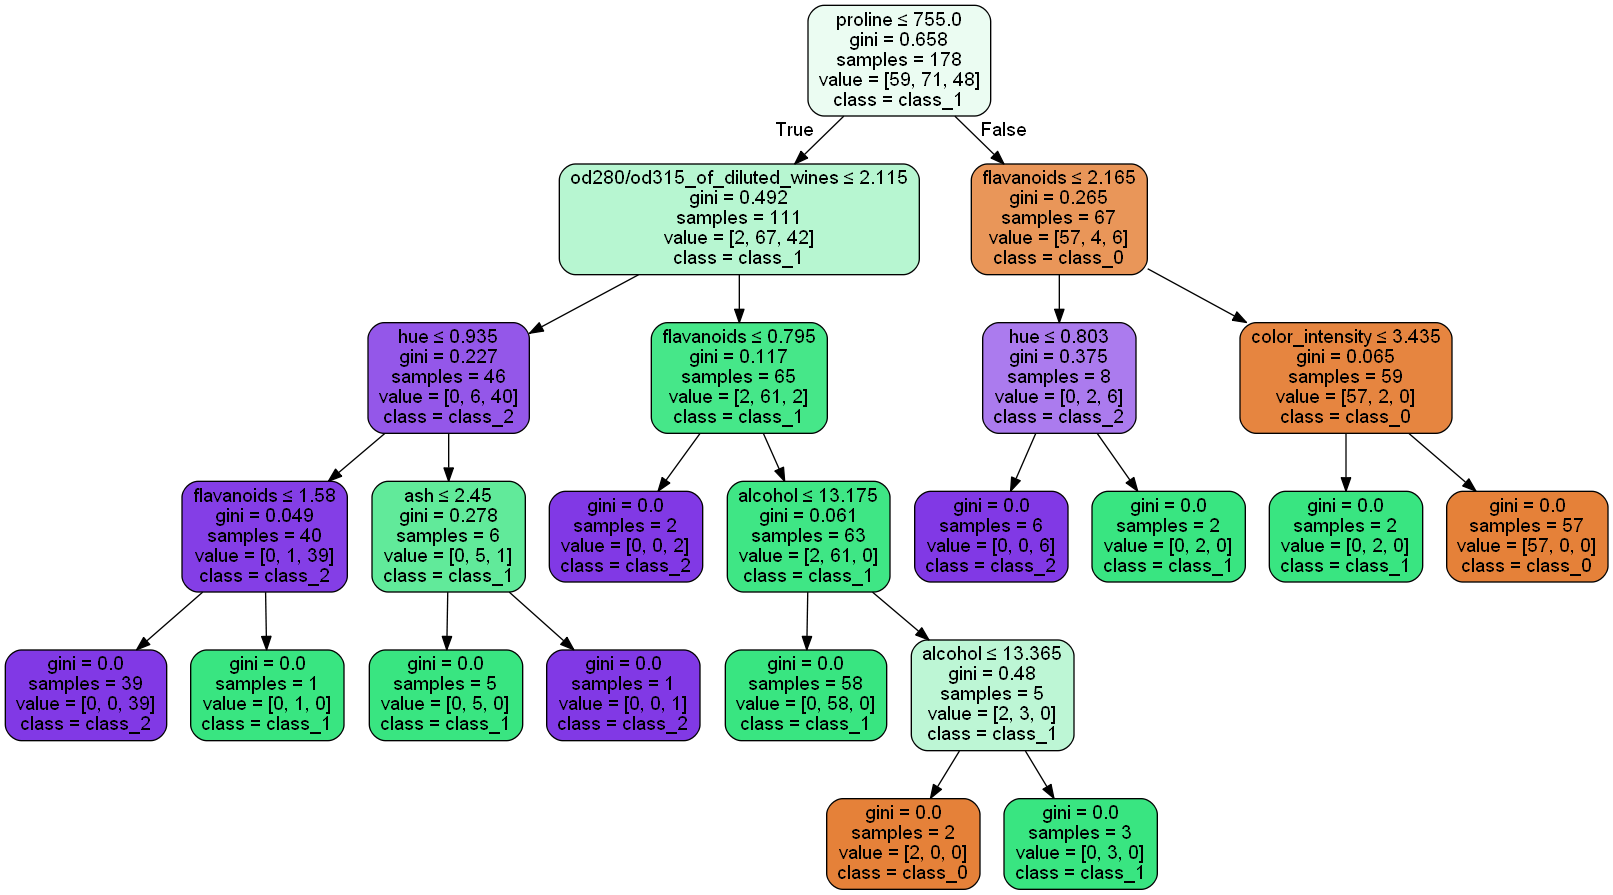 proline ≤ 755.0
gini = 0.658
samples = 178
value = [59, 71, 48]
class = class_1
True
False
od280/od315_of_diluted_wines ≤ 2.115
gini = 0.492
samples = 111
value = [2, 67, 42]
class = class_1
flavanoids ≤ 2.165
gini = 0.265
samples = 67
value = [57, 4, 6]
class = class_0
hue ≤ 0.935
gini = 0.227
samples = 46
value = [0, 6, 40]
class = class_2
flavanoids ≤ 0.795
gini = 0.117
samples = 65
value = [2, 61, 2]
class = class_1
hue ≤ 0.803
gini = 0.375
samples = 8
value = [0, 2, 6]
class = class_2
color_intensity ≤ 3.435
gini = 0.065
samples = 59
value = [57, 2, 0]
class = class_0
flavanoids ≤ 1.58
gini = 0.049
samples = 40
value = [0, 1, 39]
class = class_2
ash ≤ 2.45
gini = 0.278
samples = 6
value = [0, 5, 1]
class = class_1
gini = 0.0
samples = 2
value = [0, 0, 2]
class = class_2
alcohol ≤ 13.175
gini = 0.061
samples = 63
value = [2, 61, 0]
class = class_1
gini = 0.0
samples = 6
value = [0, 0, 6]
class = class_2
gini = 0.0
samples = 2
value = [0, 2, 0]
class = class_1
gini = 0.0
samples = 2
value = [0, 2, 0]
class = class_1
gini = 0.0
samples = 57
value = [57, 0, 0]
class = class_0
gini = 0.0
samples = 39
value = [0, 0, 39]
class = class_2
gini = 0.0
samples = 1
value = [0, 1, 0]
class = class_1
gini = 0.0
samples = 5
value = [0, 5, 0]
class = class_1
gini = 0.0
samples = 1
value = [0, 0, 1]
class = class_2
gini = 0.0
samples = 58
value = [0, 58, 0]
class = class_1
alcohol ≤ 13.365
gini = 0.48
samples = 5
value = [2, 3, 0]
class = class_1
gini = 0.0
samples = 2
value = [2, 0, 0]
class = class_0
gini = 0.0
samples = 3
value = [0, 3, 0]
class = class_1